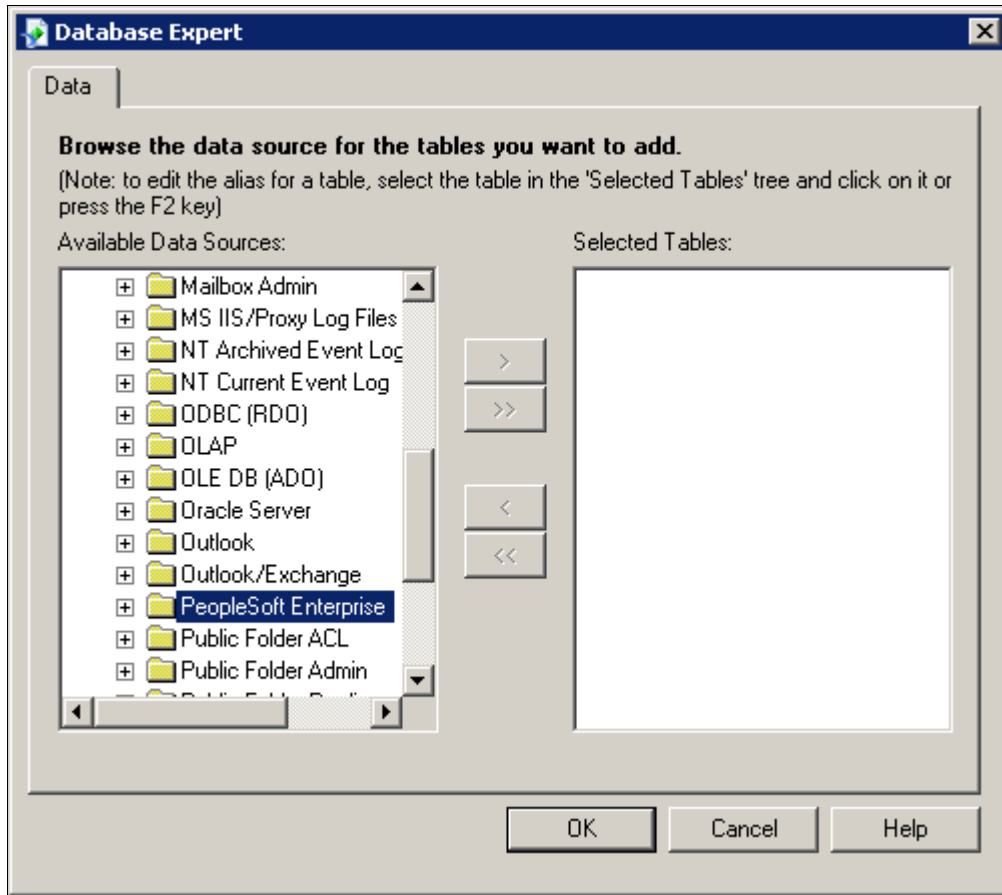 Database Expert
Data
Browse the data source for the tables you want to add.
(Note: to edit the alias for a table, select the table in the 'Selected Tables' tree and click on it or
press the F2 key)
Available Data Sources:
Selected Tables:
Mailbox Admin
MS IIS/Proxy Log Files
NT Archived Event Log
NT Current Event Log
ODBC (RDO)
OLAP
OLE DB (ADO)
Oracle Server
Outlook
Outlook/Exchange
PeopleSoft Enterprise
Public Folder ACL
Public Folder Admin
>
>>
<
<<
OK
Cancel
Help